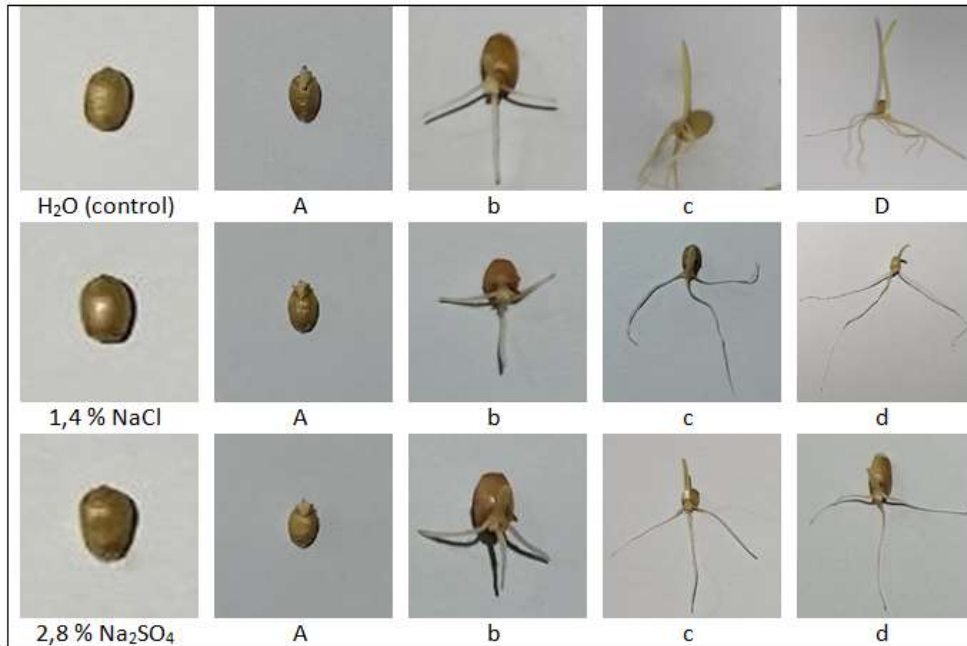 H₂O (control) A b c D
1,4 % NaCl A b c d
2,8 % Na₂SO₄ A b c d